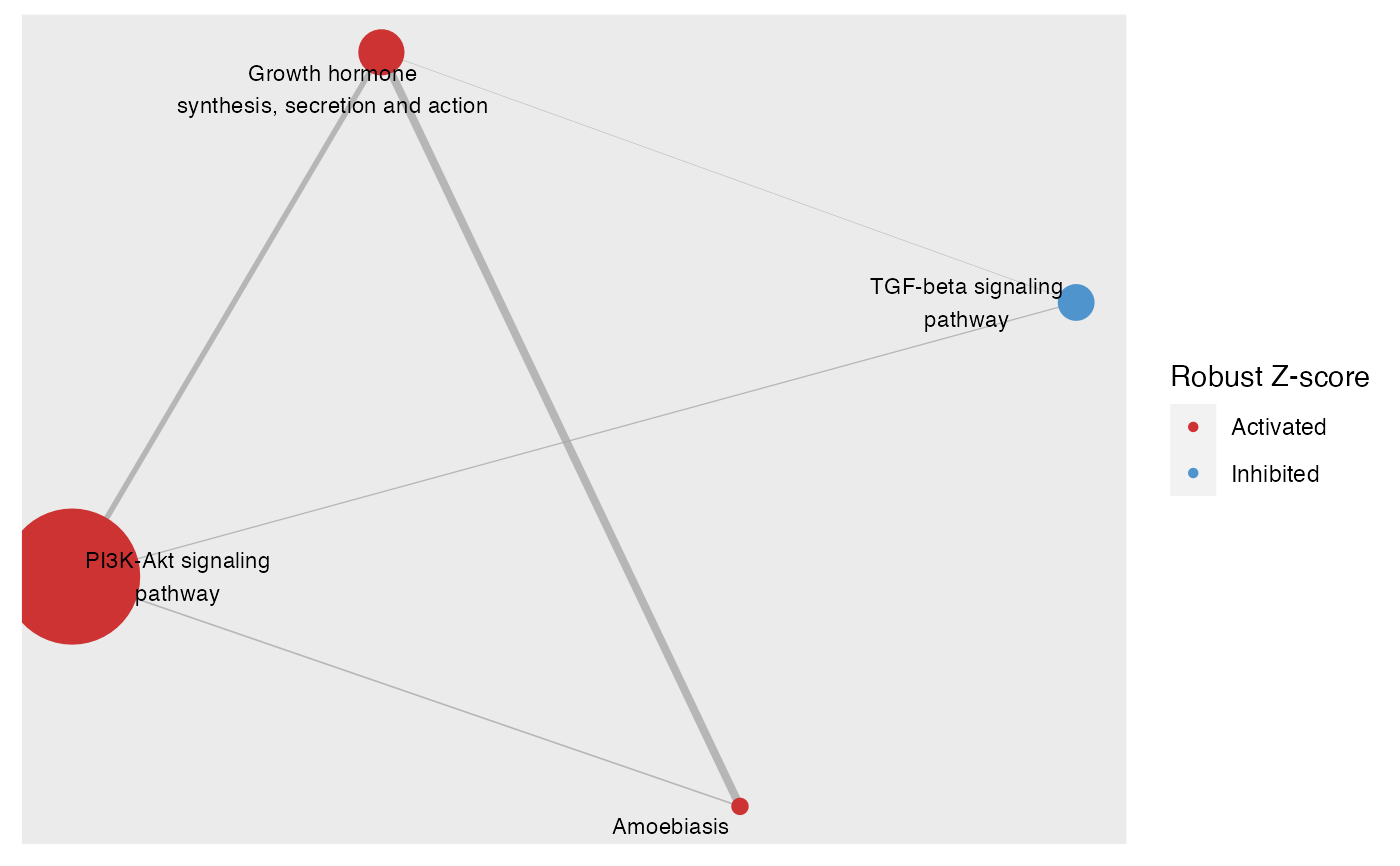 Growth hormone
synthesis, secretion and action
TGF-beta signaling
pathway
Robust Z-score
Activated
Inhibited
PI3K-Akt signaling
pathway
Amoebiasis